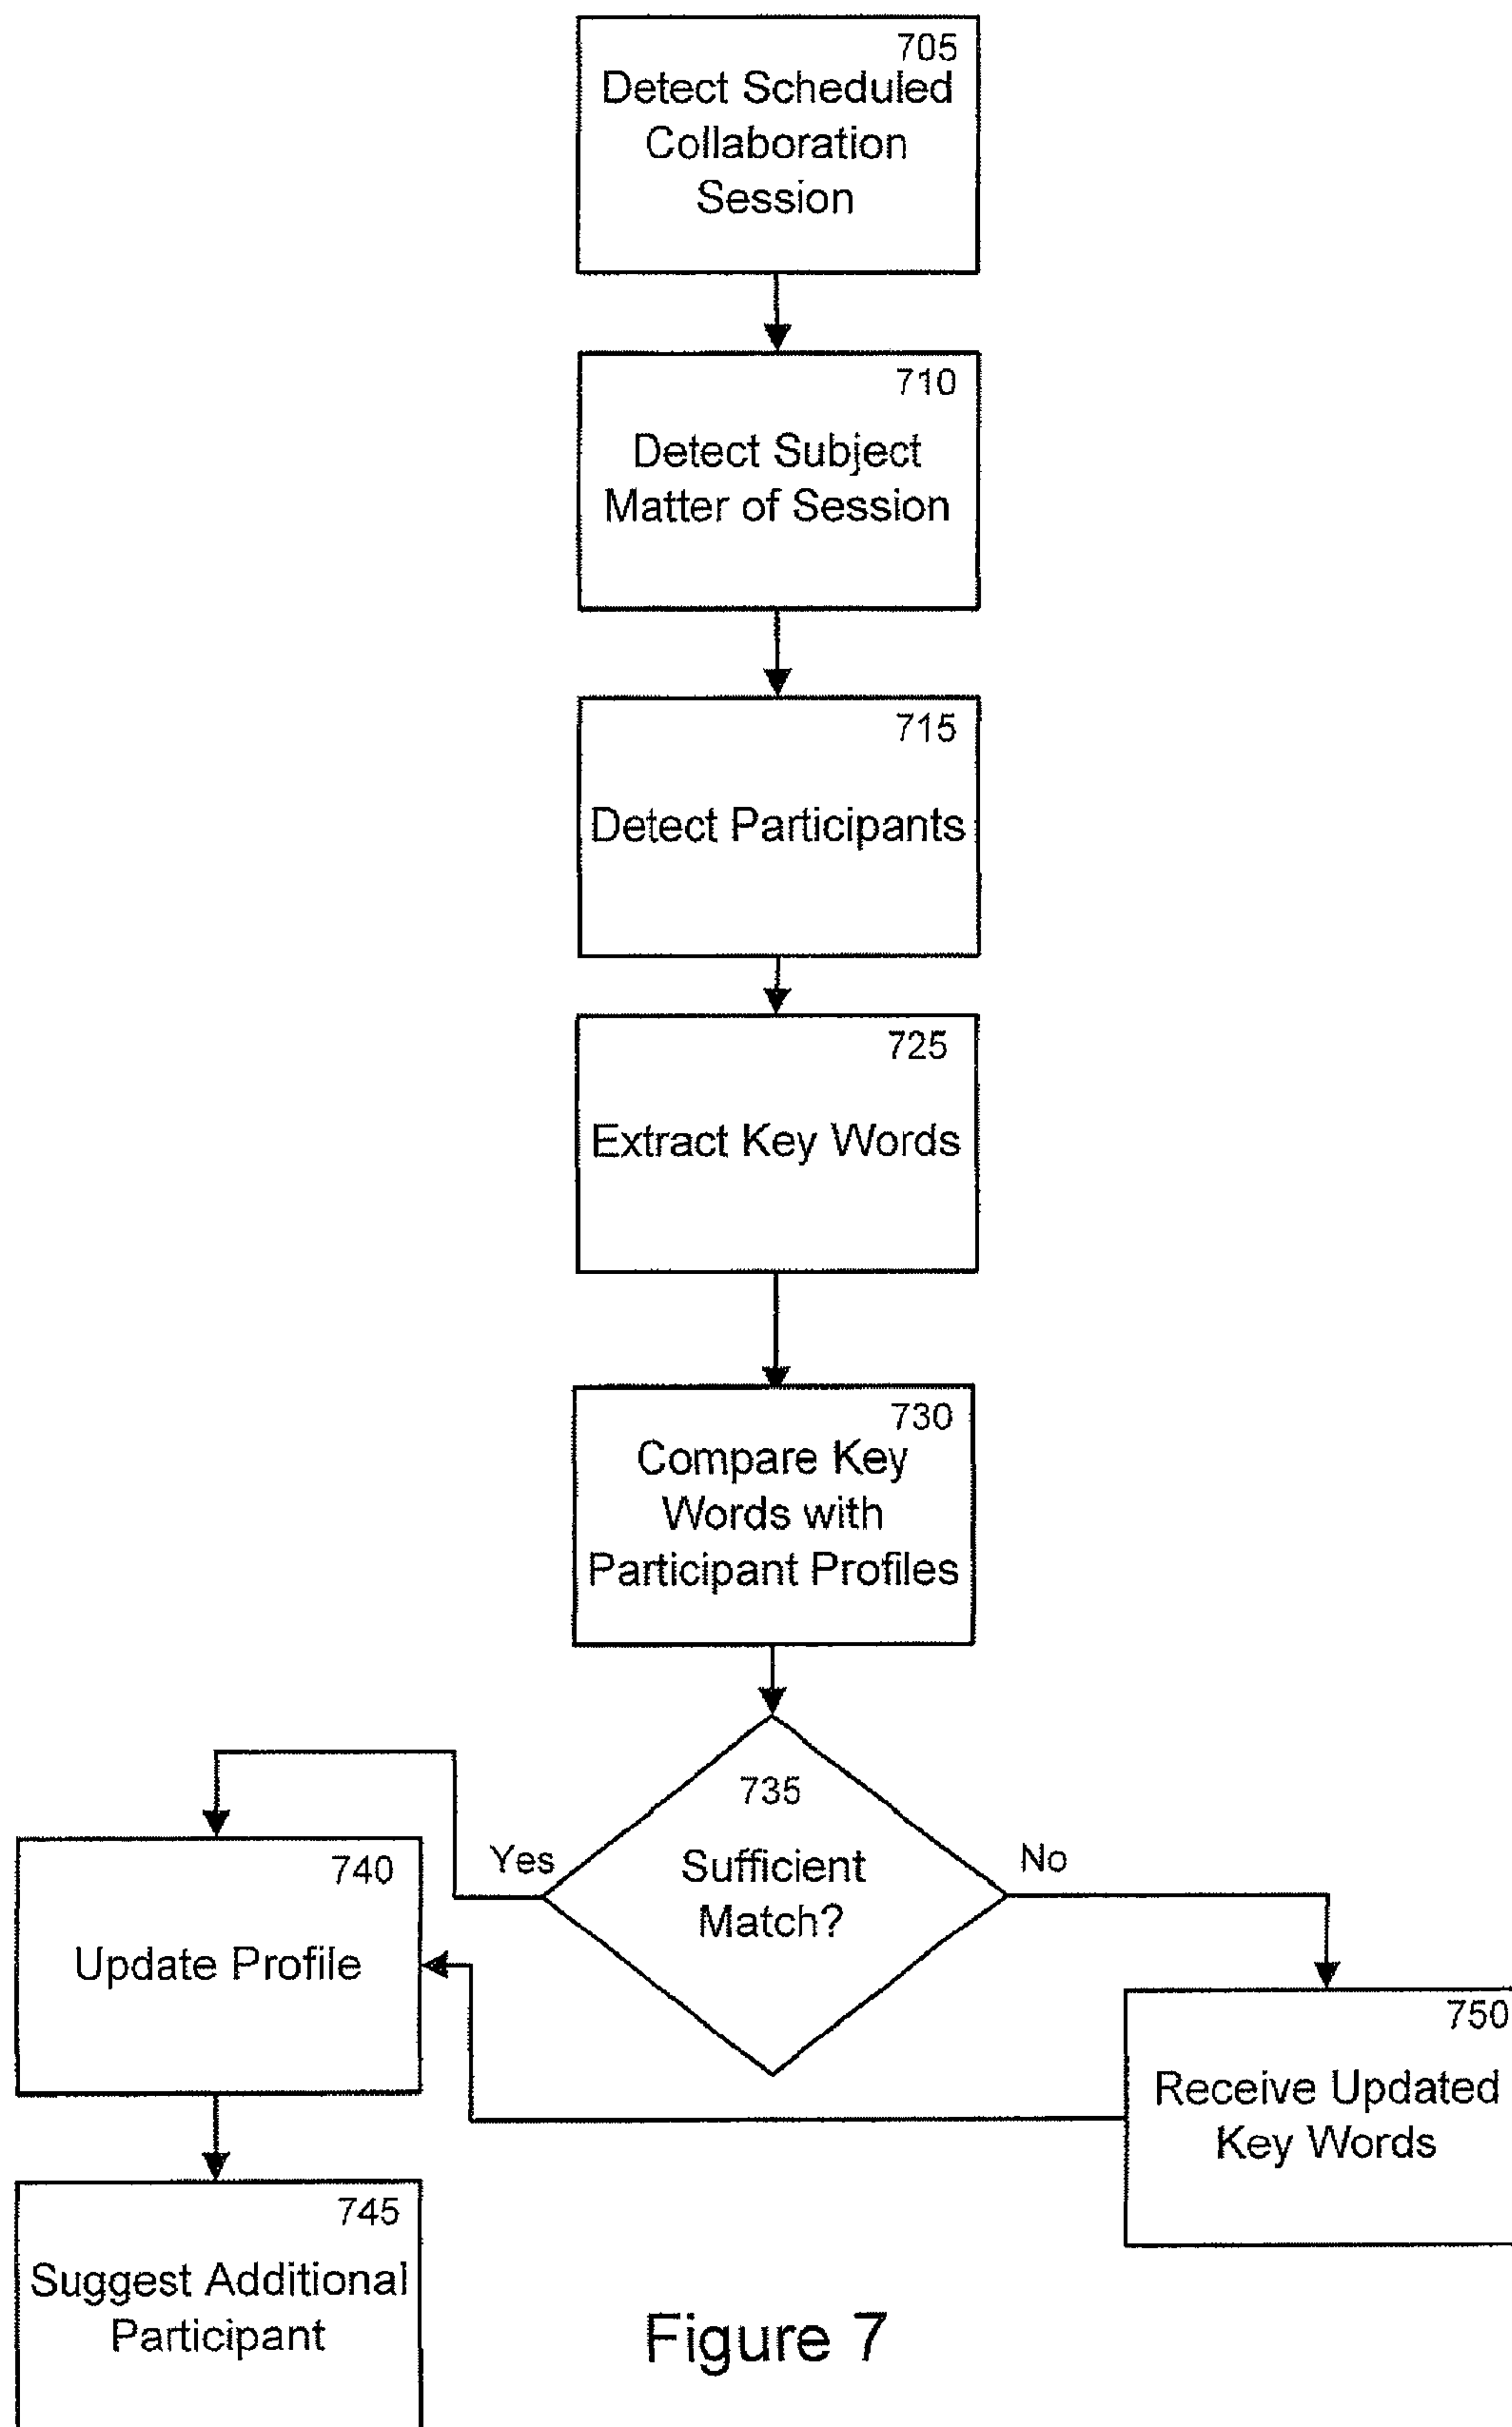 705
Detect Scheduled
Collaboration
Session
710
Detect Subject
Matter of Session
715
Detect Participants
725
Extract Key Words
730
Compare Key
Words with
Participant Profiles
735
Sufficient
Match?
Yes
No
740
Update Profile
750
Receive Updated
Key Words
745
Suggest Additional
Participant
Figure 7